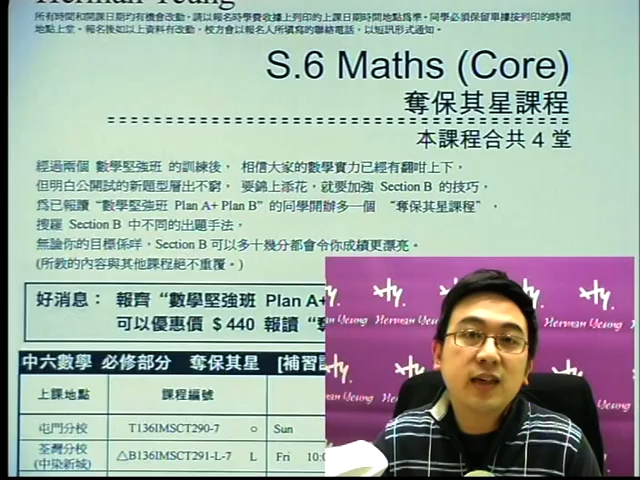 Herman Yeung
所有時間和開課日期均有機會改動，請以報名時學費收據上列印的上課日期時間地點為準。同學必須保留單據按列印的時間
地點上堂。報名後如以上資料有改動，校方會以報名人所填寫的聯絡電話，以短訊形式通知。
S.6 Maths (Core)
奪保其星課程
本課程合共 4 堂
經過兩個 數學堅強班 的訓練後， 相信大家的數學實力已經有翻咁上下，
但明白公開試的新題型層出不窮， 要錦上添花，就要加強 Section B 的技巧，
為已報讀 “數學堅強班 Plan A+ Plan B” 的同學開辦多一個 “奪保其星課程”，
搜羅 Section B 中不同的出題手法，
無論你的目標係咩，Section B 可以多十幾分都會令你成績更漂亮。
(所教的內容與其他課程絕不重覆。)
好消息： 報齊 “數學堅強班 Plan A+
可以優惠價 $ 440 報讀 “奪
中六數學 必修部分 奪保其星 [補習
上課地點 課程編號
屯門分校 T136IMSCT290-7 ○ Sun
荃灣分校 △B136IMSCT291-L-7 L Fri
(中染新城)
Herman Yeung
Herman Yeung